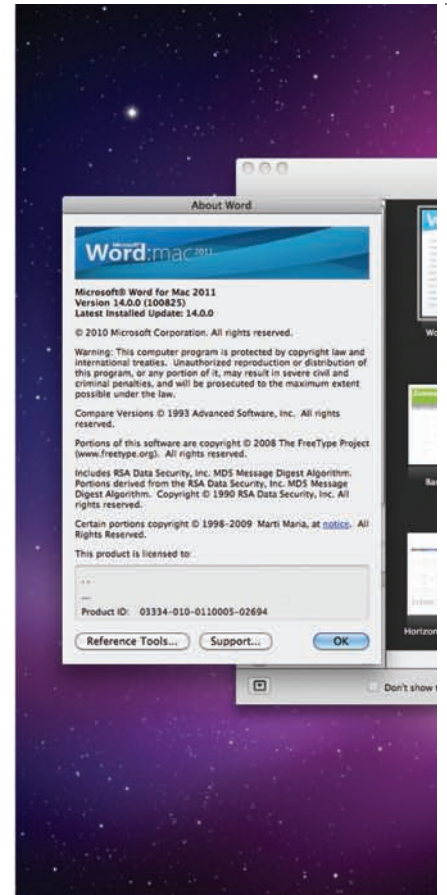 About Word
Microsoft
Word:mac 2011
Microsoft® Word for Mac 2011
Version 14.0.0 (100825)
Latest Installed Update: 14.0.0
© 2010 Microsoft Corporation. All rights reserved.
Warning: This computer program is protected by copyright law and
international treaties. Unauthorized reproduction or distribution of
this program, or any portion of it, may result in severe civil and
criminal penalties, and will be prosecuted to the maximum extent
possible under the law.
Compare Versions © 1993 Advanced Software, Inc. All rights
reserved.
Portions of this software are copyright © 2008 The FreeType Project
(www.freetype.org). All rights reserved.
Includes RSA Data Security, Inc. MD5 Message Digest Algorithm.
Portions derived from the RSA Data Security, Inc. MD5 Message
Digest Algorithm. Copyright © 1990 RSA Data Security, Inc. All
rights reserved.
Certain portions copyright © 1998-2009 Marti Maria, at notice. All
Rights Reserved.
This product is licensed to:
Product ID: 03334-010-0110005-02694
Reference Tools... Support... OK
Wo
Bas
Horizon
Don't show t